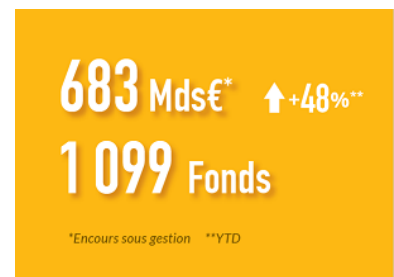 683 Mds€* +48%**
1 099 Fonds
*Encours sous gestion **YTD